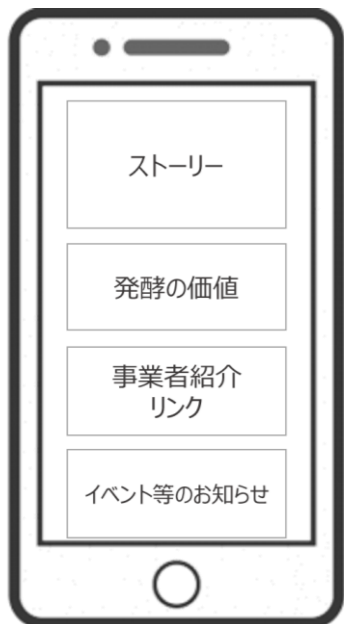 ストーリー
発酵の価値
事業者紹介
リンク
イベント等のお知らせ